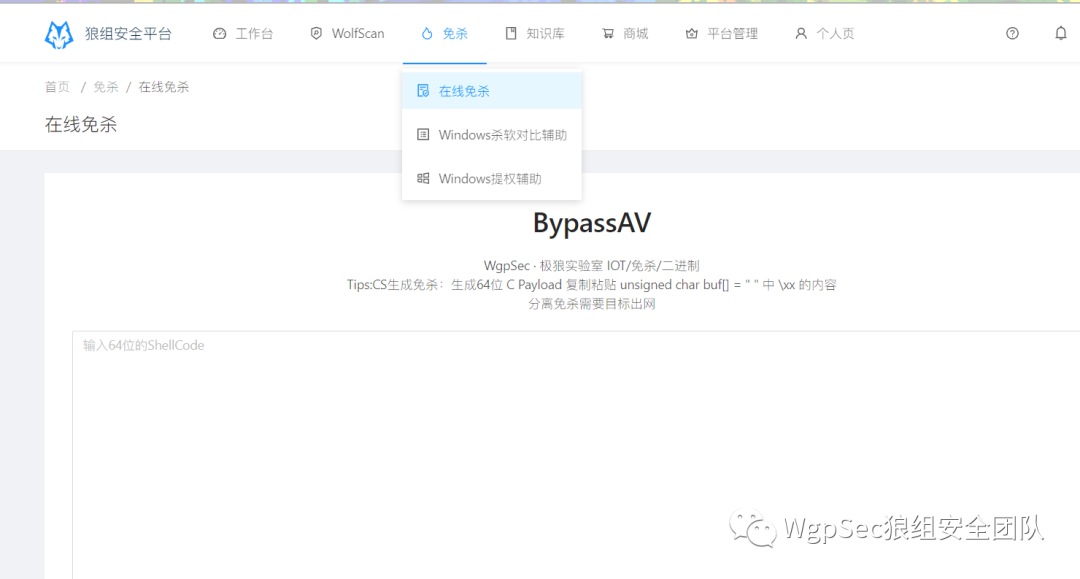 狼组安全平台 工作台 WolfScan 免杀 知识库 商城 平台管理 个人页
首页 / 免杀 / 在线免杀
在线免杀
在线免杀
Windows杀软对比辅助
Windows提权辅助
BypassAV
WgpSec · 极狼实验室 IOT/免杀/二进制
Tips:CS生成免杀：生成64位 C Payload 复制粘贴 unsigned char buf[] = " " 中 \xx 的内容
分离免杀需要目标出网
输入64位的ShellCode
WgpSec狼组安全团队